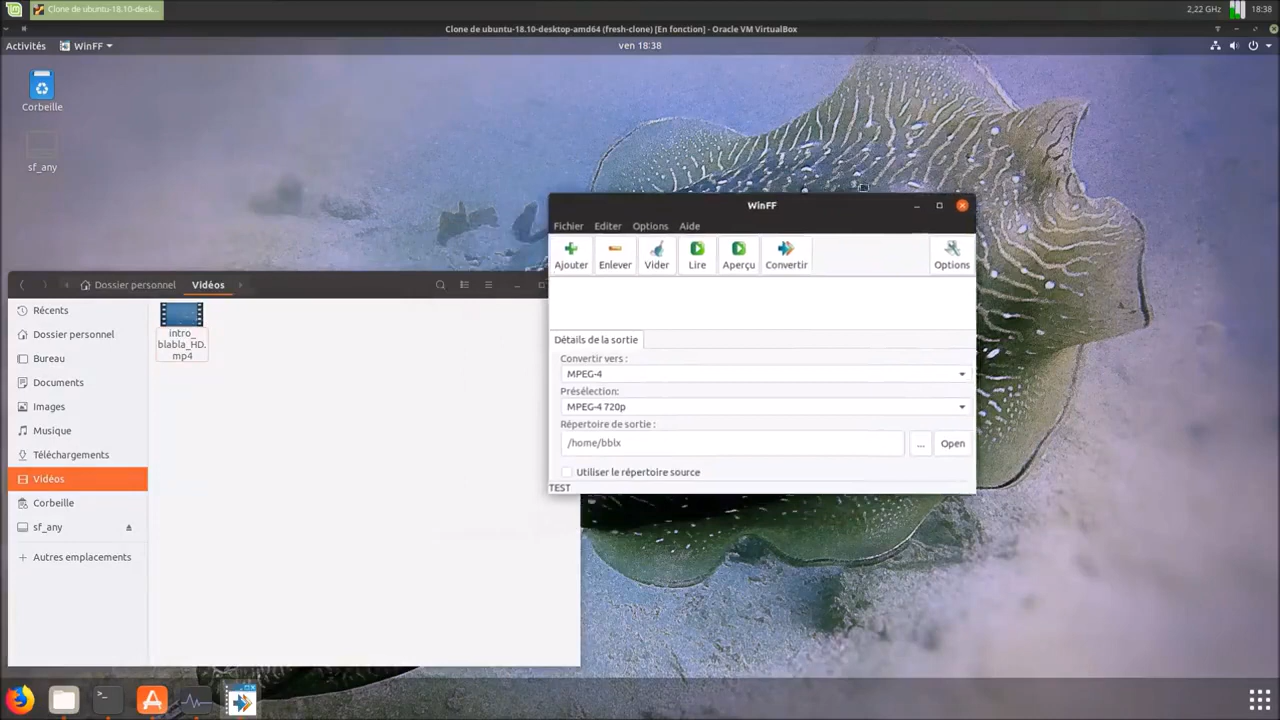 Clone de ubuntu-18.10-desk...
2,22 GHz
18:38
Clone de ubuntu-18.10-desktop-amd64 (fresh-clone) [En fonction] - Oracle VM VirtualBox
Activités
WinFF
ven 18:38
Corbeille
sf_any
WinFF
Fichier Editer Options Aide
Ajouter Enlever Vider Lire Aperçu Convertir Options
Détails de la sortie
Convertir vers :
MPEG-4
Présélection:
MPEG-4 720p
Répertoire de sortie :
/home/bblx
... Open
Utiliser le répertoire source
TEST
Dossier personnel Vidéos
Récents
Dossier personnel
Bureau
Documents
Images
Musique
Téléchargements
Vidéos
Corbeille
sf_any
Autres emplacements
intro_
blabla_HD.
mp4